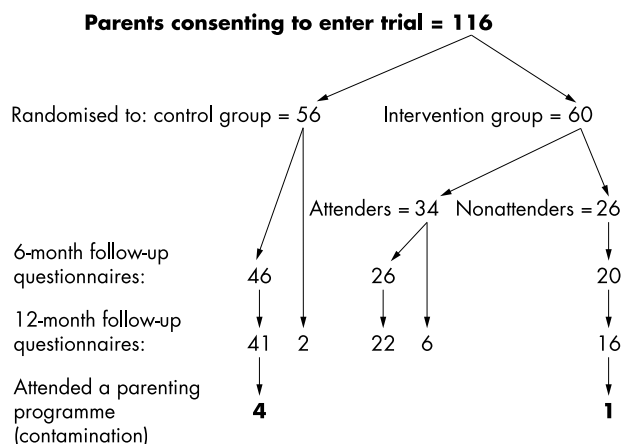 Parents consenting to enter trial = 116
Randomised to: control group = 56 Intervention group = 60
Attenders = 34 Nonattenders = 26
6-month follow-up
questionnaires: 46 26 20
12-month follow-up
questionnaires: 41 2 22 6 16
Attended a parenting
programme 4 1
(contamination)